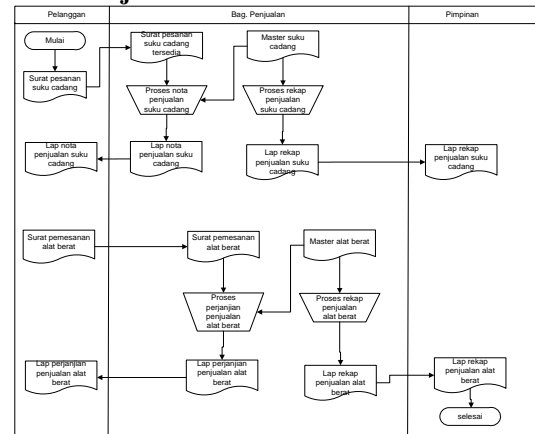 Pelanggan
Bag. Penjualan
Pimpinan
Mulai
Surat pesanan
suku cadang
tersedia
Master suku
cadang
Surat pesanan
suku cadang
Proses nota
penjualan
suku cadang
Proses rekap
penjualan
suku cadang
Lap nota
penjualan suku
cadang
Lap nota
penjualan suku
cadang
Lap rekap
penjualan suku
cadang
Lap rekap
penjualan suku
cadang
Surat pemesanan
alat berat
Surat pemesanan
alat berat
Master alat berat
Proses
perjanjian
penjualan
alat berat
Proses rekap
penjualan
alat berat
Lap perjanjian
penjualan alat
berat
Lap perjanjian
penjualan alat
berat
Lap rekap
penjualan alat
berat
Lap rekap
penjualan alat
berat
selesai